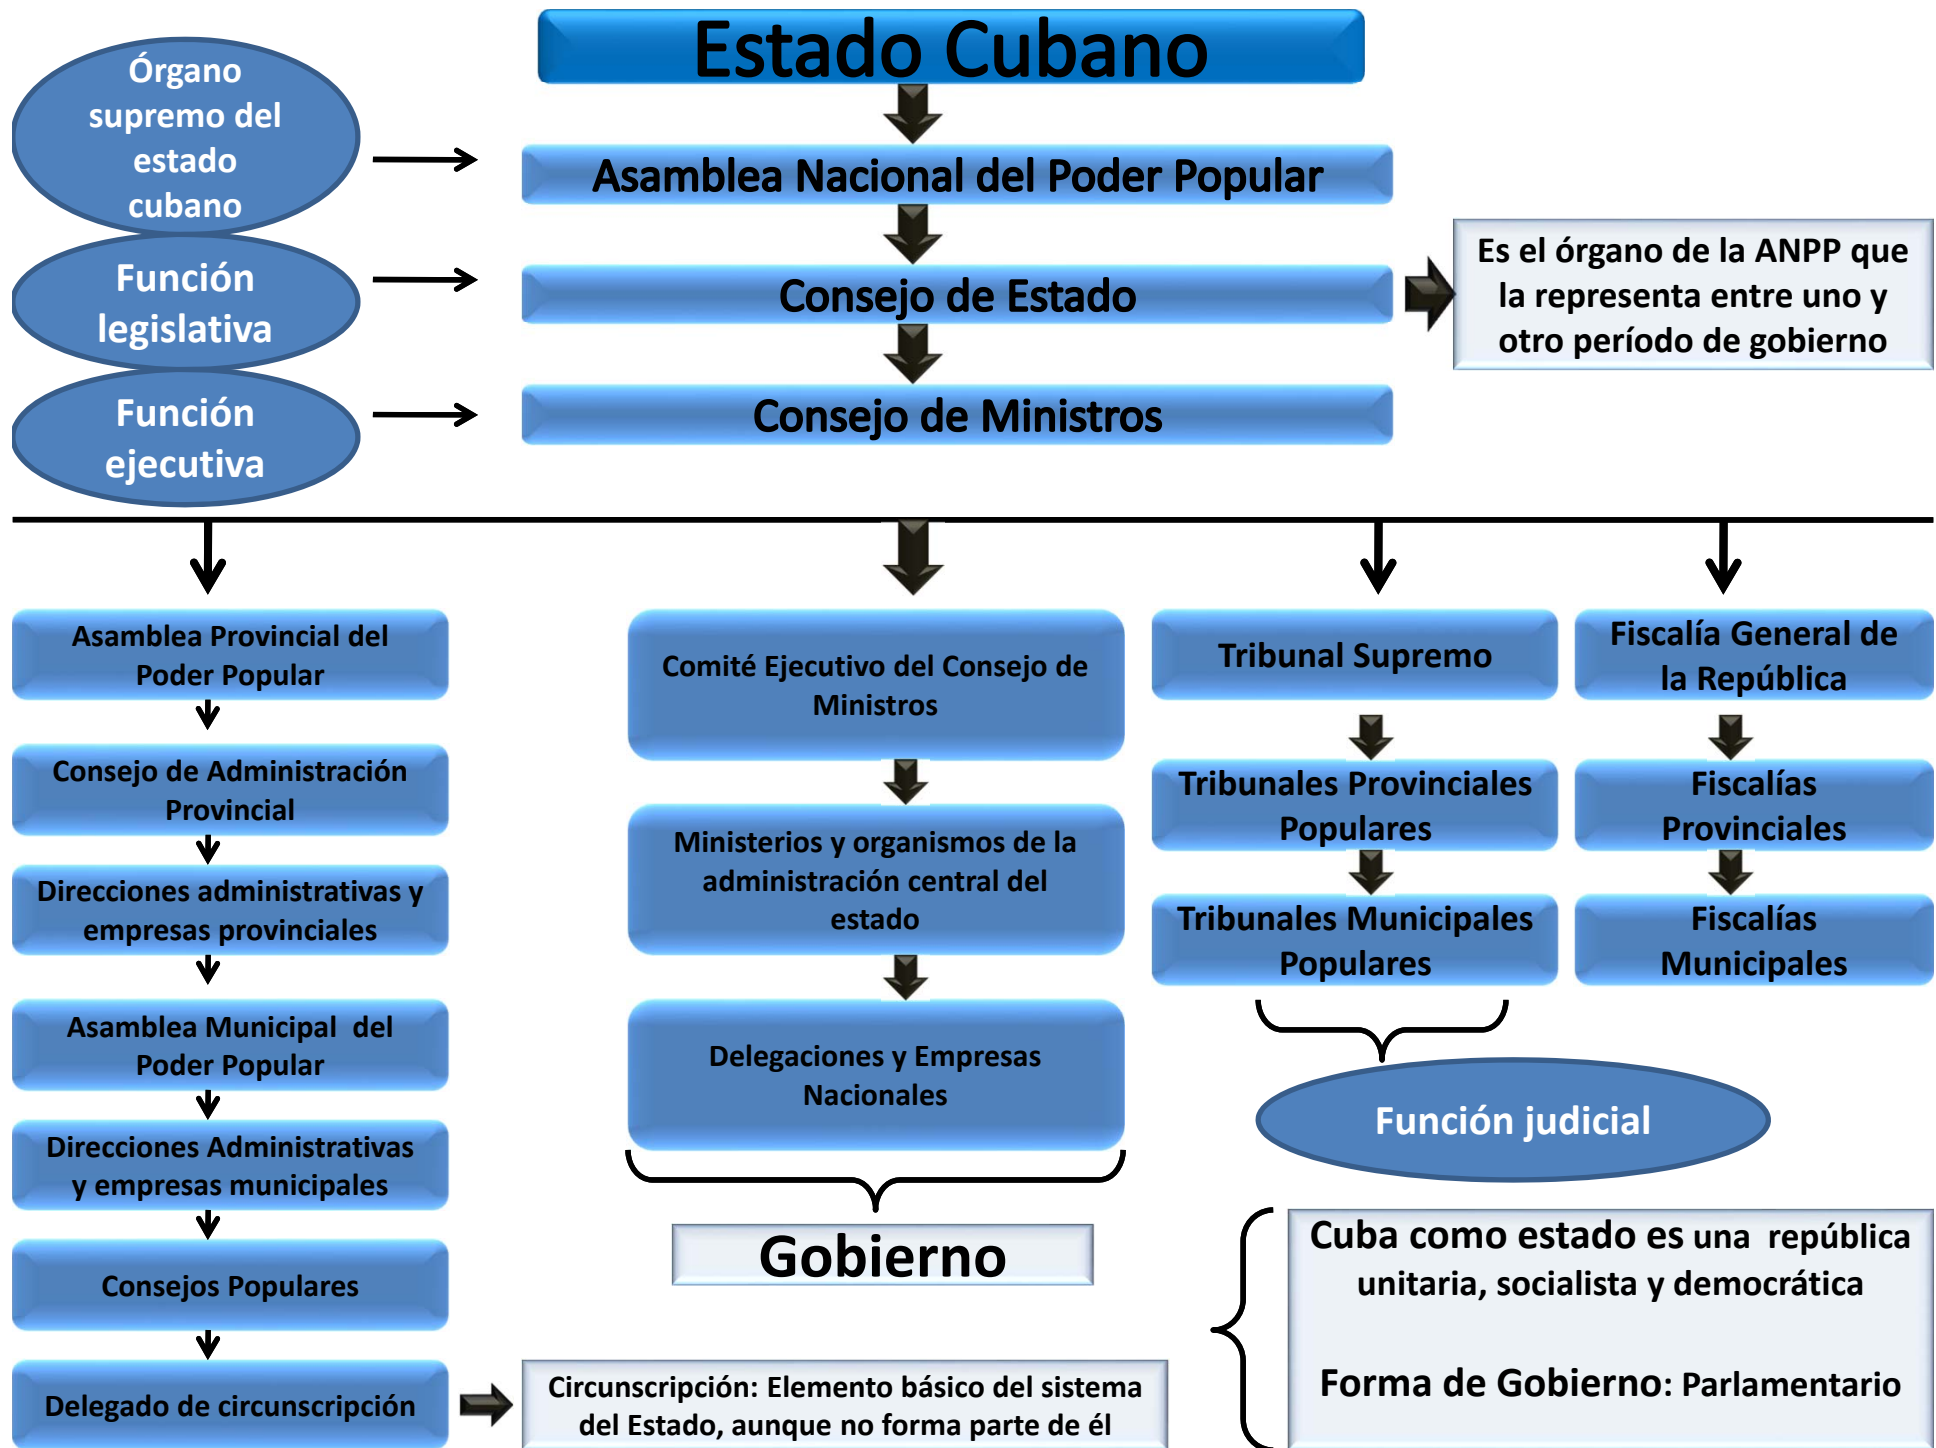 Estado Cubano
Órgano
supremo del
estado
cubano
Asamblea Nacional del Poder Popular
Función
legislativa
Consejo de Estado
Es el órgano de la ANPP que
la representa entre uno y
otro período de gobierno
Función
ejecutiva
Consejo de Ministros
Asamblea Provincial del
Poder Popular
Consejo de Administración
Provincial
Direcciones administrativas y
empresas provinciales
Asamblea Municipal del
Poder Popular
Direcciones Administrativas
y empresas municipales
Consejos Populares
Delegado de circunscripción
Circunscripción: Elemento básico del sistema
del Estado, aunque no forma parte de él
Comité Ejecutivo del Consejo de
Ministros
Ministerios y organismos de la
administración central del
estado
Delegaciones y Empresas
Nacionales
Gobierno
Tribunal Supremo
Tribunales Provinciales
Populares
Tribunales Municipales
Populares
Fiscalía General de
la República
Fiscalías
Provinciales
Fiscalías
Municipales
Función judicial
Cuba como estado es una república
unitaria, socialista y democrática
Forma de Gobierno: Parlamentario